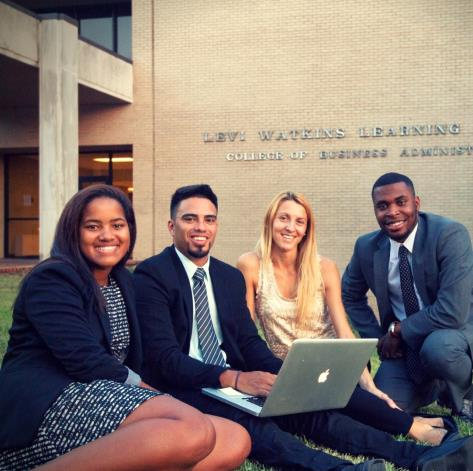 LEVI WATKINS LEARNING
COLLEGE OF BUSINESS ADMINIST